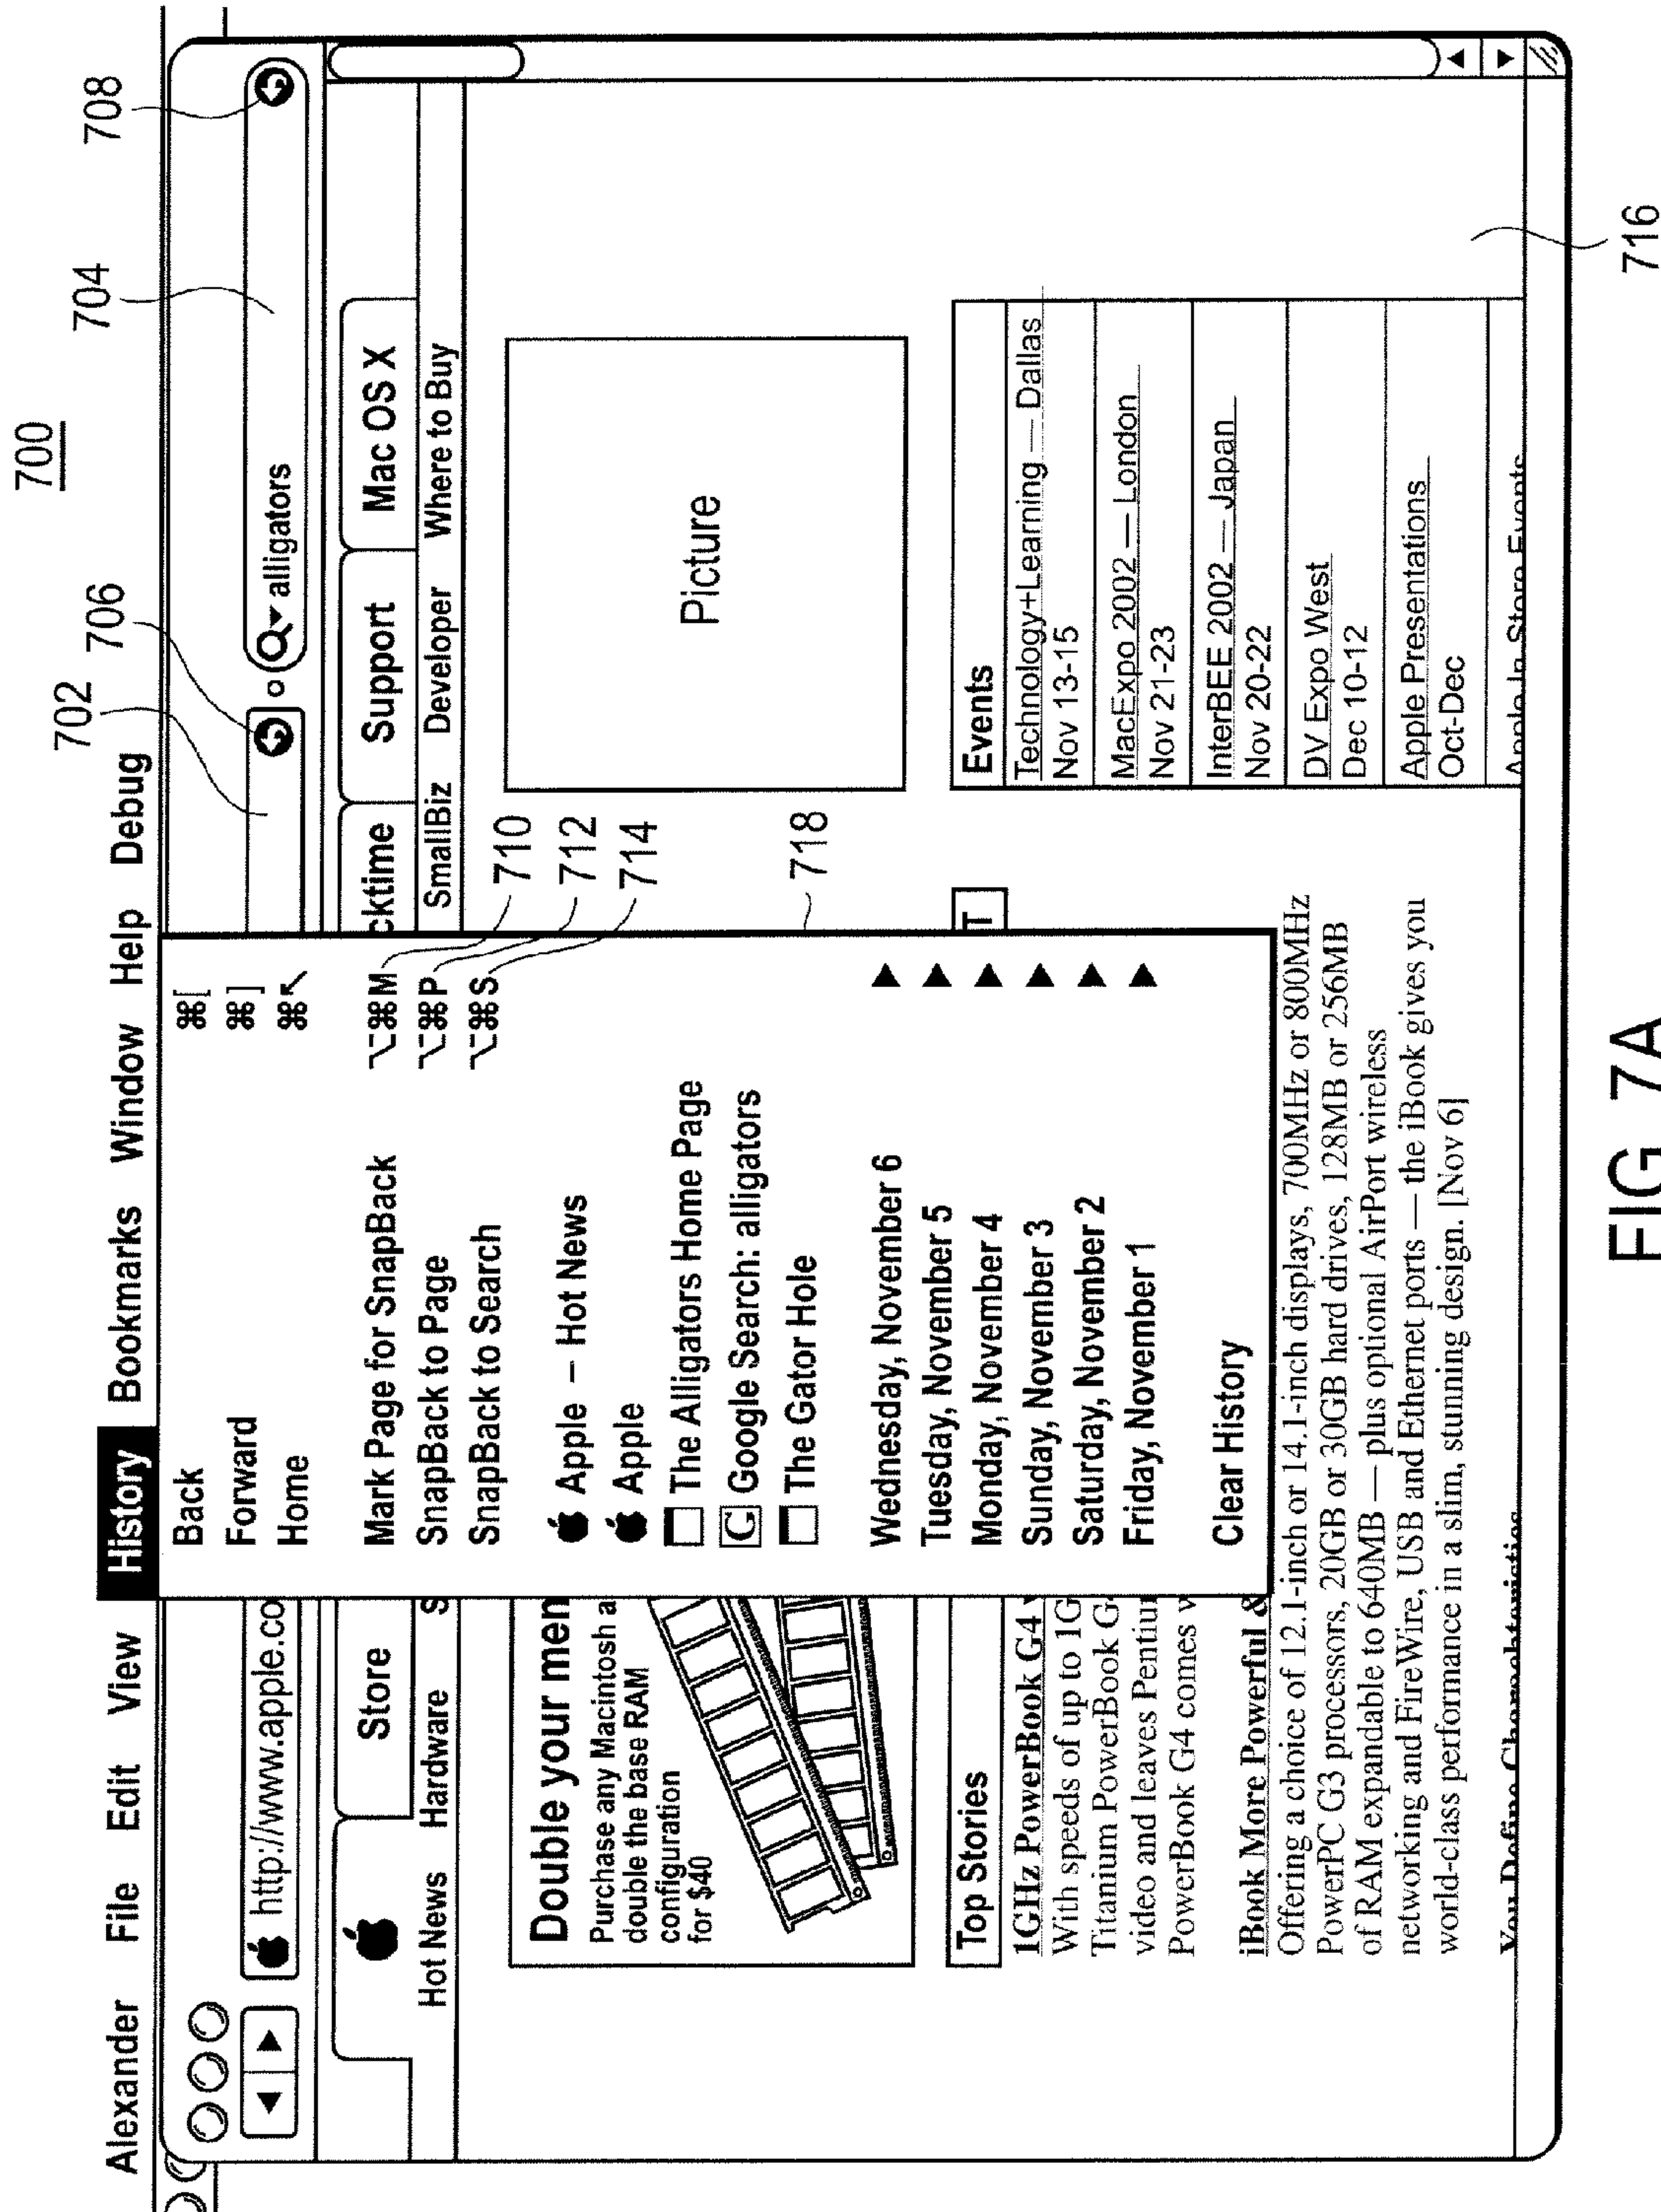 700
702
706
704
708
Alexander File Edit View History Bookmarks Window Help Debug
http://www.apple.co
alligators
Back ⌘[
Forward ⌘]
Home ⌘↖
Mark Page for SnapBack ⌥⌘M
SnapBack to Page ⌥⌘P
SnapBack to Search ⌥⌘S
Apple – Hot News
Apple
The Alligators Home Page
G Google Search: alligators
The Gator Hole
Wednesday, November 6
Tuesday, November 5
Monday, November 4
Sunday, November 3
Saturday, November 2
Friday, November 1
Clear History
710
712
714
718
Store
cktime
Support
Mac OS X
Hot News Hardware S
SmallBiz Developer Where to Buy
Double your mem
Purchase any Macintosh a
double the base RAM
configuration
for $40
Picture
Top Stories
T
1GHz PowerBook G4
With speeds of up to 1G
Titanium PowerBook G
video and leaves Pentiu
PowerBook G4 comes w
iBook More Powerful &
Offering a choice of 12.1-inch or 14.1-inch displays, 700MHz or 800MHz
PowerPC G3 processors, 20GB or 30GB hard drives, 128MB or 256MB
of RAM expandable to 640MB — plus optional AirPort wireless
networking and FireWire, USB and Ethernet ports — the iBook gives you
world-class performance in a slim, stunning design. [Nov 6]
You Define
Events
Technology+Learning — Dallas
Nov 13-15
MacExpo 2002 — London
Nov 21-23
InterBEE 2002 — Japan
Nov 20-22
DV Expo West
Dec 10-12
Apple Presentations
Oct-Dec
Apple In Store Events
716
FIG 7A